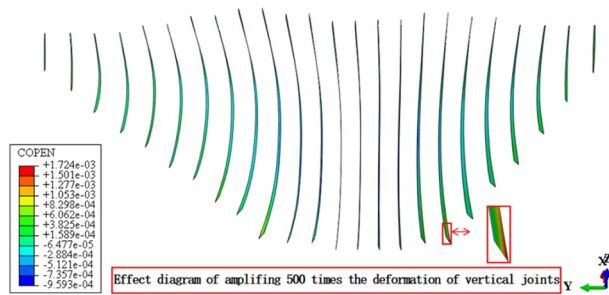 COPEN
+1.724e-03
+1.501e-03
+1.277e-03
+1.053e-03
+8.298e-04
+6.062e-04
+3.825e-04
+1.589e-04
-6.477e-05
-2.884e-04
-5.121e-04
-7.357e-04
-9.593e-04
Effect diagram of amplifing 500 times the deformation of vertical joints
X Z
Y